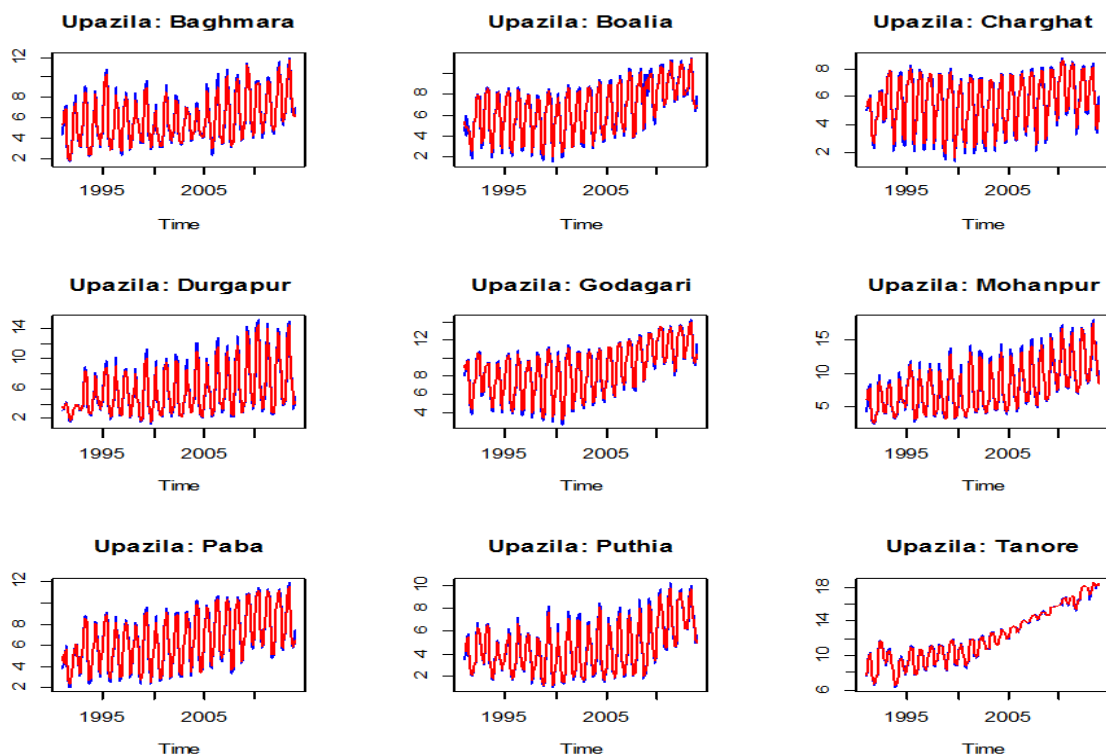 Upazila: Baghmara
12
8
6
4
2
1995 2005
Time
Upazila: Boalia
8
6
4
2
1995 2005
Time
Upazila: Charghat
8
6
4
2
1995 2005
Time
Upazila: Durgapur
14
10
6
2
1995 2005
Time
Upazila: Godagari
12
8
6
4
1995 2005
Time
Upazila: Mohanpur
15
10
5
1995 2005
Time
Upazila: Paba
12
8
6
4
2
1995 2005
Time
Upazila: Puthia
10
8
6
4
2
1995 2005
Time
Upazila: Tanore
18
14
10
6
1995 2005
Time